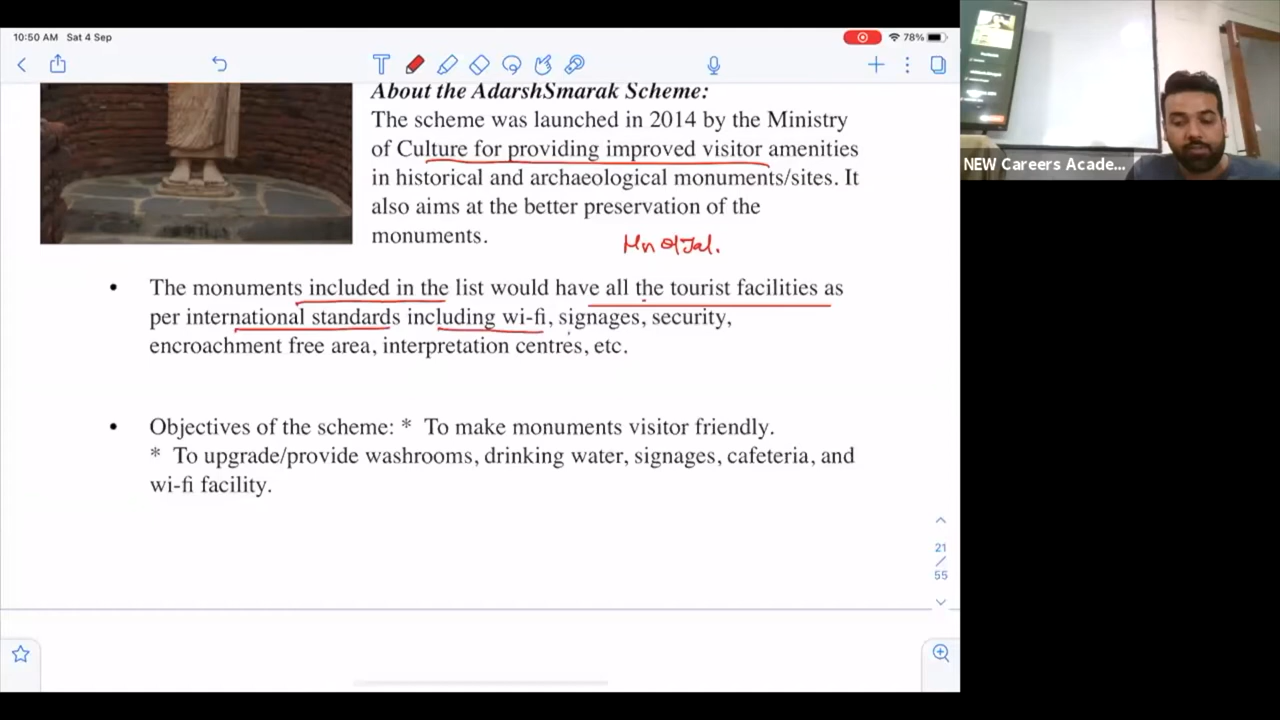 10:50 AM Sat 4 Sep
78%
About the AdarshSmarak Scheme:
The scheme was launched in 2014 by the Ministry
of Culture for providing improved visitor amenities
in historical and archaeological monuments/sites. It
also aims at the better preservation of the
monuments.
• The monuments included in the list would have all the tourist facilities as
per international standards including wi-fi, signages, security,
encroachment free area, interpretation centres, etc.
• Objectives of the scheme: * To make monuments visitor friendly.
* To upgrade/provide washrooms, drinking water, signages, cafeteria, and
wi-fi facility.
21
/
55
NEW Careers Acade...